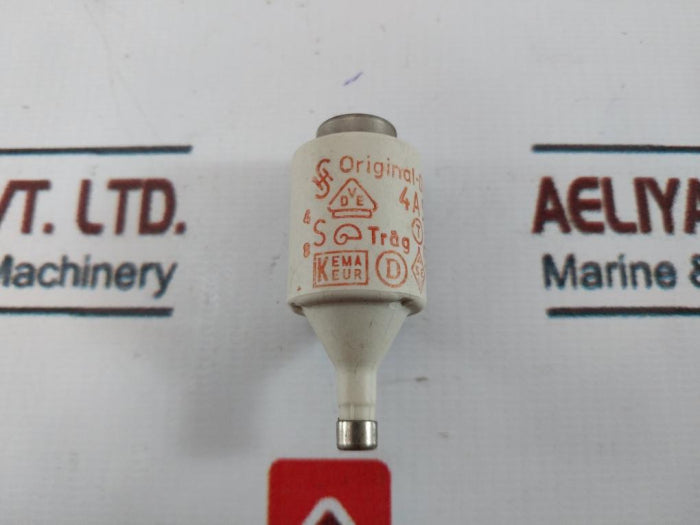 VT. LTD.
Machinery
AELIYA
Marine &
Original-
4A
VDE
S
Träg
KEMA
KEUR
D